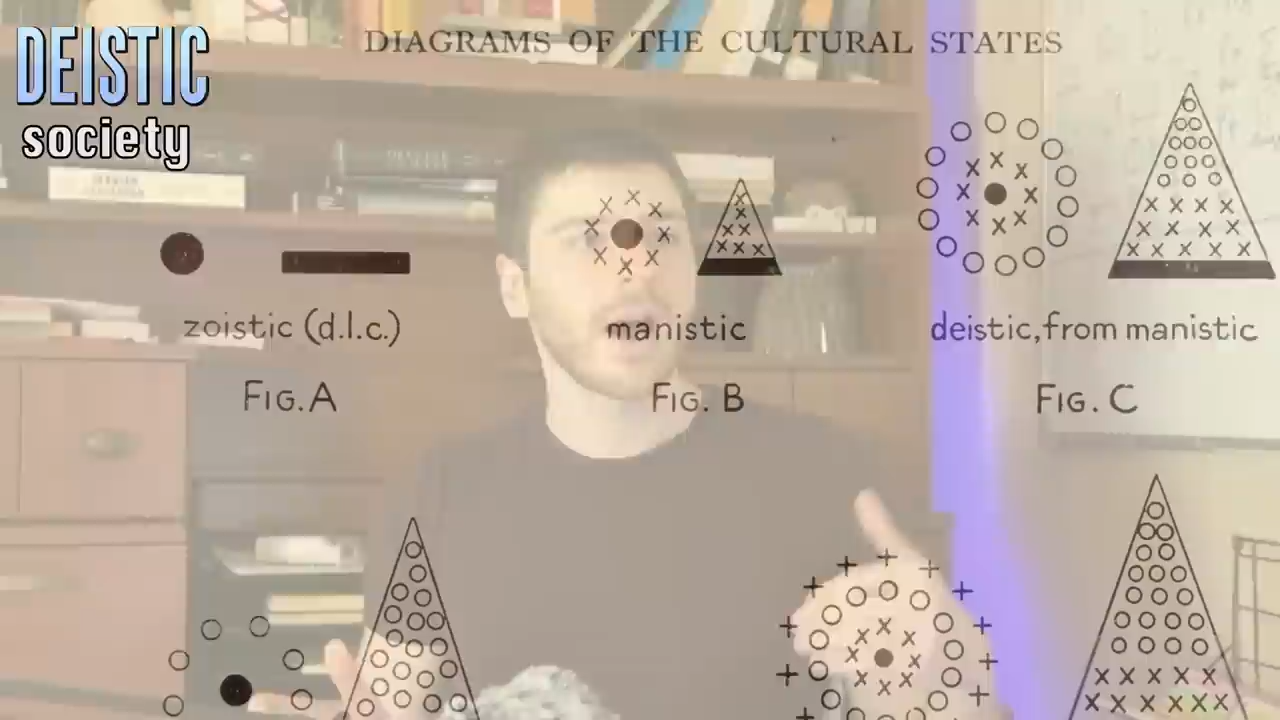 DIAGRAMS OF THE CULTURAL STATES
DEISTIC
society
zoistic (d.l.c.)
manistic
deistic, from manistic
FIG. A
FIG. B
FIG. C